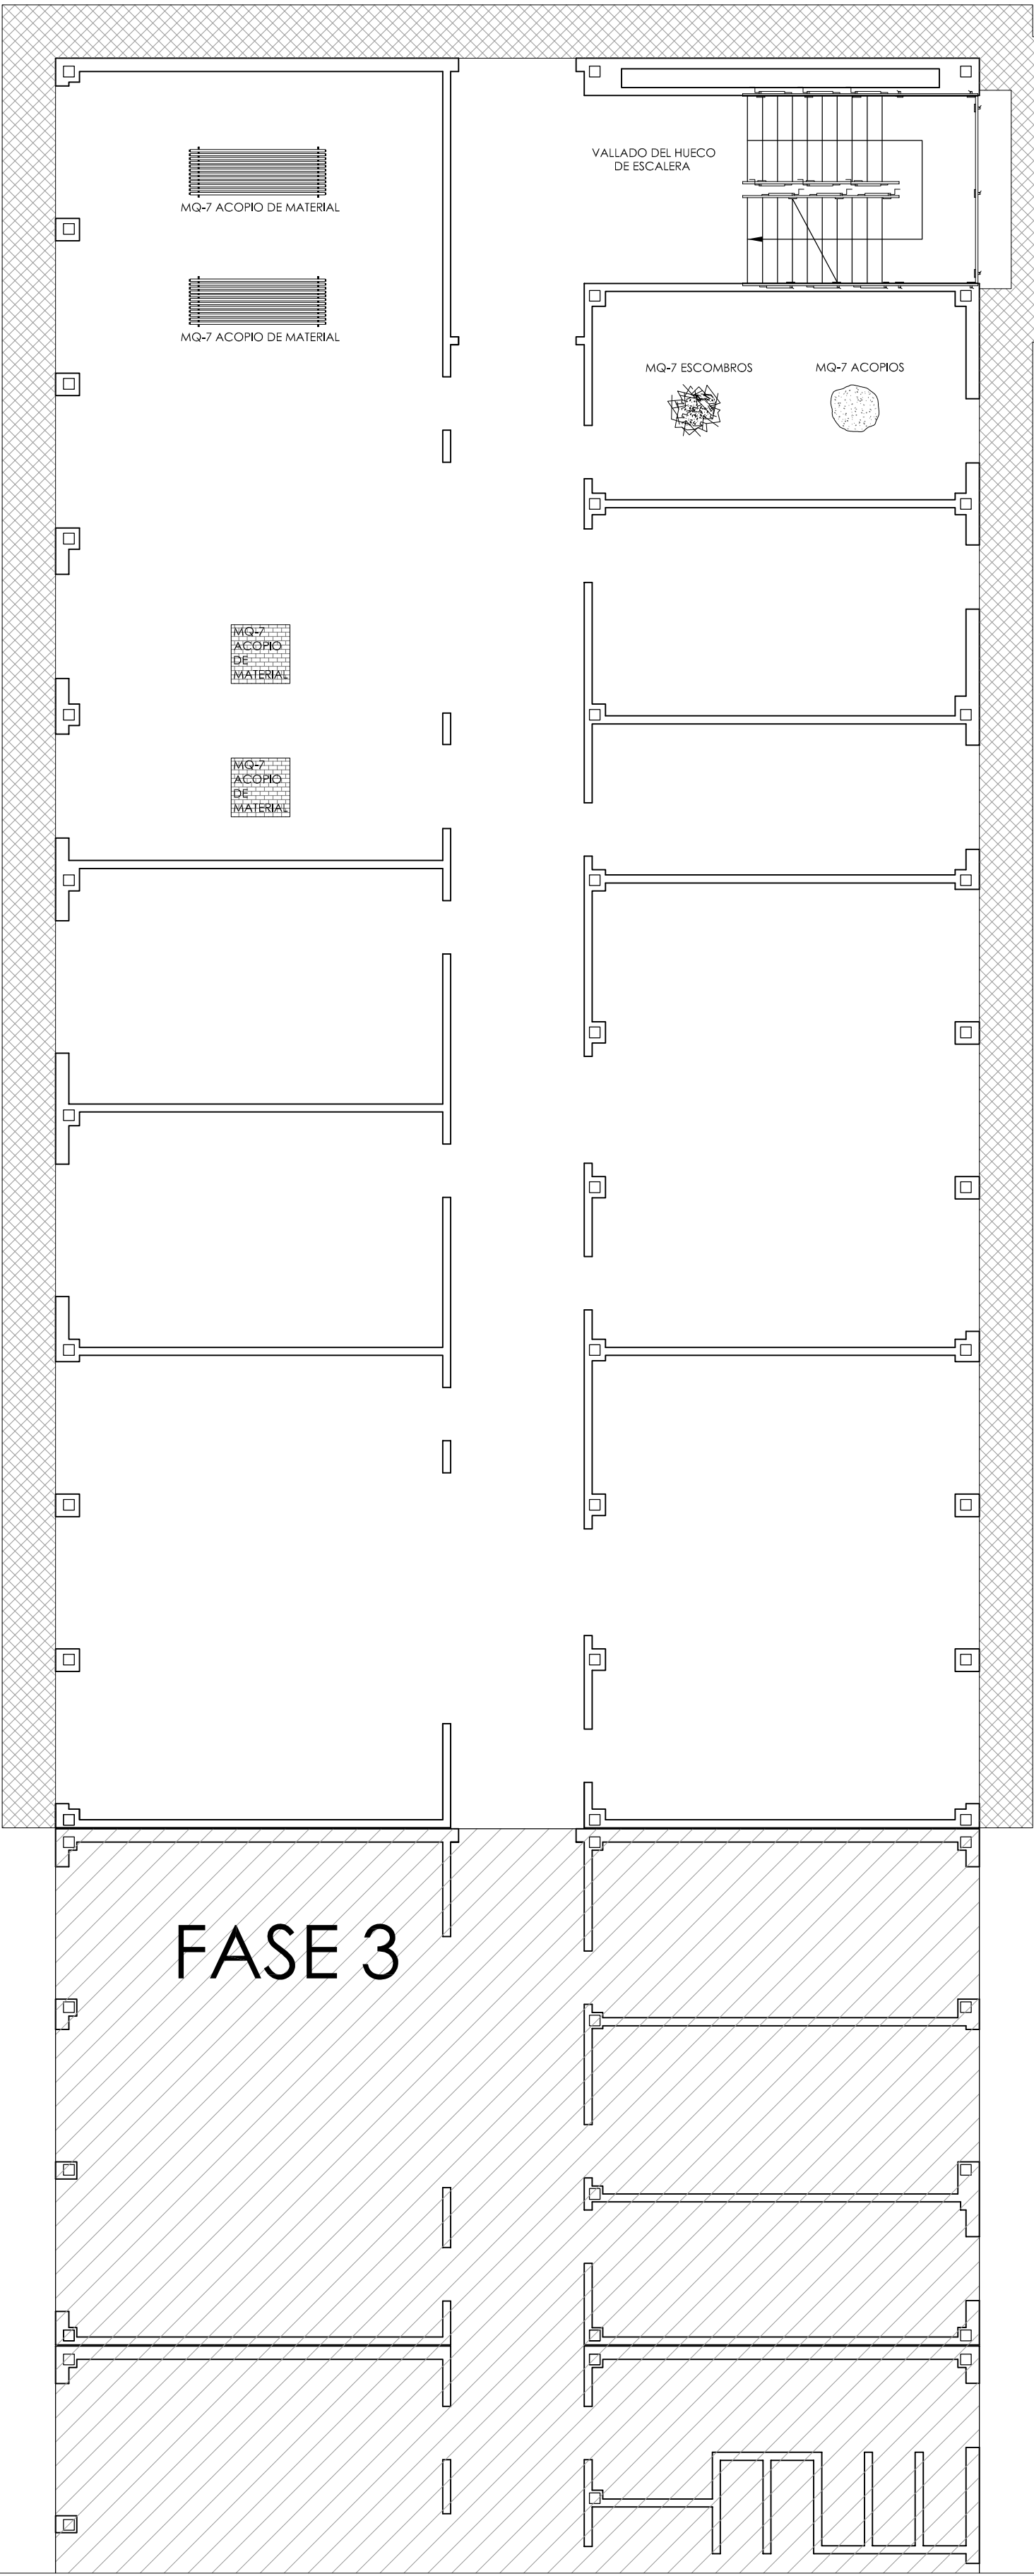 VALLADO DEL HUECO
DE ESCALERA
MQ-7 ACOPIO DE MATERIAL
MQ-7 ACOPIO DE MATERIAL
MQ-7 ESCOMBROS
MQ-7 ACOPIOS
MQ-7
ACOPIO
DE
MATERIAL
MQ-7
ACOPIO
DE
MATERIAL
FASE 3